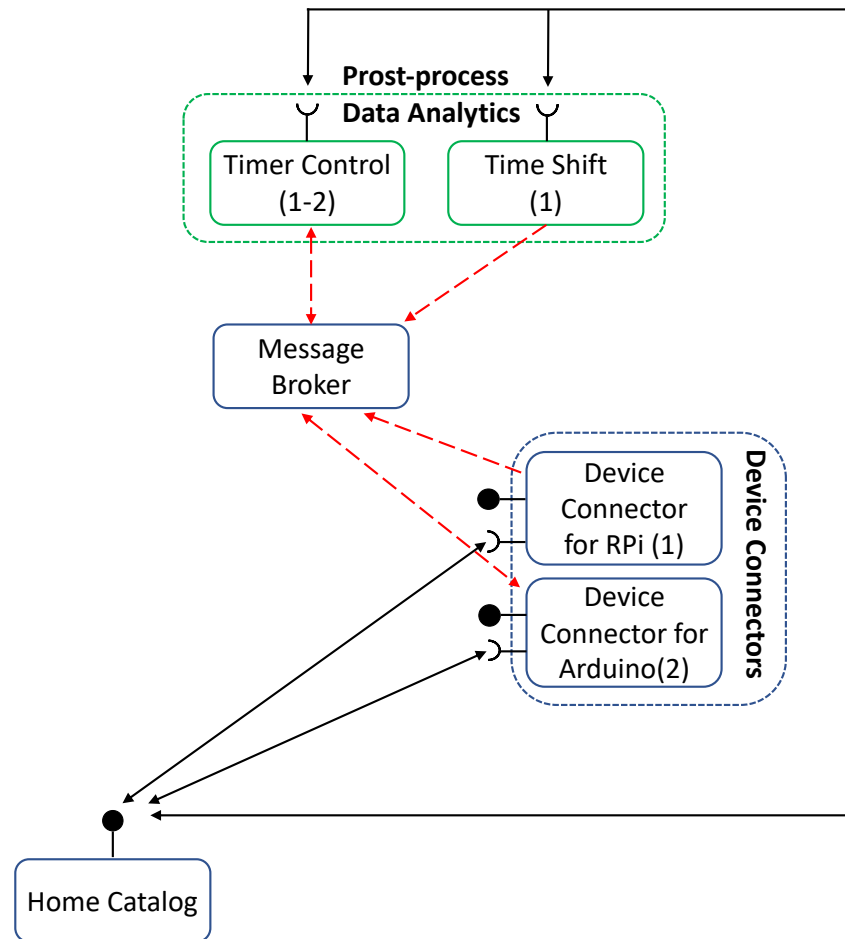 Prost-process
Data Analytics
Timer Control
(1-2)
Time Shift
(1)
Message
Broker
Device
Connector
for RPi (1)
Device
Connector for
Arduino(2)
Device Connectors
Home Catalog